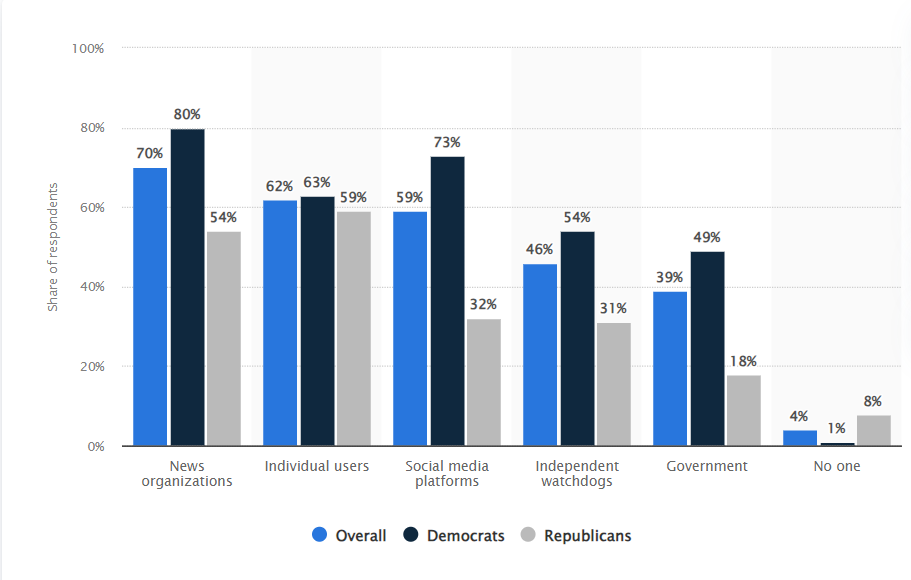 100%
80%
60%
40%
20%
0%
Share of respondents
70%
80%
54%
62%
63%
59%
59%
73%
32%
46%
54%
31%
39%
49%
18%
4%
1%
8%
News
organizations
Individual users
Social media
platforms
Independent
watchdogs
Government
No one
Overall
Democrats
Republicans